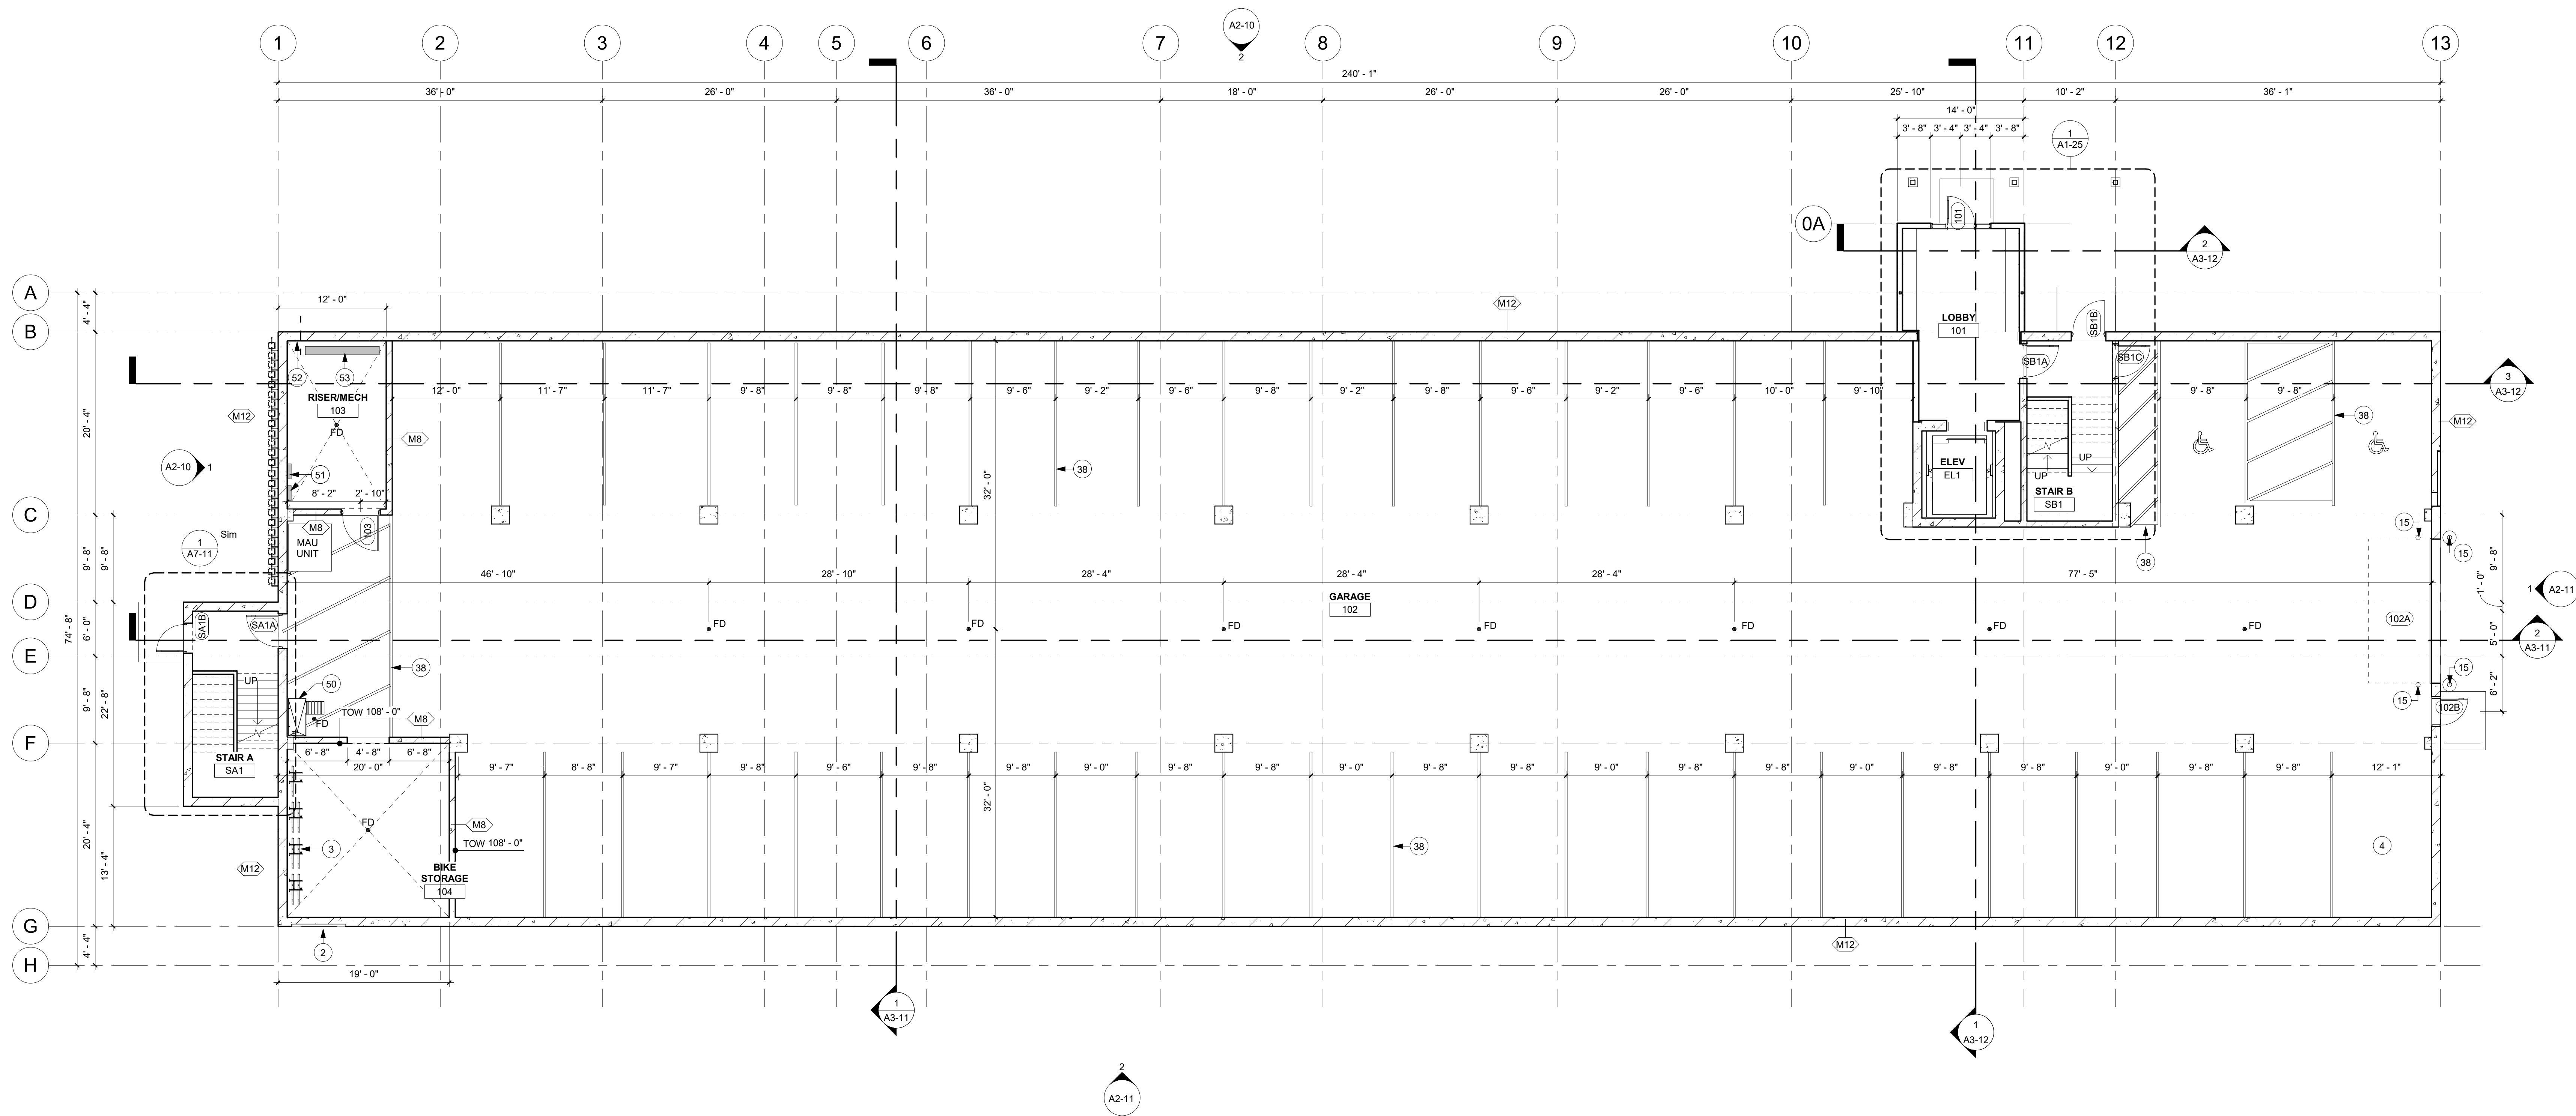 A2-10
2
1
2
3
4
5
6
7
8
9
10
11
12
13
240' - 1"
36' - 0"
26' - 0"
36' - 0"
18' - 0"
26' - 0"
26' - 0"
25' - 10"
10' - 2"
36' - 1"
14' - 0"
3' - 8"
3' - 4"
3' - 4"
3' - 8"
1
A1-25
101
0A
2
A3-12
A
4' - 4"
B
12' - 0"
M12
LOBBY
101
SB1B
52
53
SB1A
SB1C
3
A3-12
RISER/MECH
103
M12
FD
M8
12' - 0"
11' - 7"
11' - 7"
9' - 8"
9' - 8"
9' - 8"
9' - 6"
9' - 2"
9' - 6"
9' - 8"
9' - 2"
9' - 8"
9' - 6"
9' - 2"
9' - 6"
10' - 0"
9' - 10"
9' - 8"
9' - 8"
38
M12
20' - 4"
A2-10
1
51
38
8' - 2"
2' - 10"
32' - 0"
ELEV
EL1
UP
UP
STAIR B
SB1
C
M8
103
MAU
UNIT
1
A7-11
Sim
15
15
38
9' - 8"
9' - 8"
9' - 8"
46' - 10"
28' - 10"
28' - 4"
28' - 4"
28' - 4"
77' - 5"
1' - 0"
1
A2-11
D
GARAGE
102
SA1B
SA1A
FD
FD
FD
FD
FD
FD
FD
102A
74' - 8"
6' - 0"
5' - 0"
2
A3-11
E
38
15
15
6' - 2"
UP
50
9' - 8"
22' - 8"
TOW 108' - 0"
M8
FD
102B
F
6' - 8"
4' - 8"
6' - 8"
STAIR A
SA1
20' - 0"
9' - 7"
8' - 8"
9' - 7"
9' - 8"
9' - 6"
9' - 8"
9' - 8"
9' - 0"
9' - 8"
9' - 8"
9' - 0"
9' - 8"
9' - 8"
9' - 0"
9' - 8"
9' - 8"
9' - 0"
9' - 8"
9' - 8"
9' - 0"
9' - 8"
9' - 8"
12' - 1"
32' - 0"
FD
M8
TOW 108' - 0"
3
38
4
20' - 4"
13' - 4"
M12
BIKE
STORAGE
104
G
2
M12
4' - 4"
H
19' - 0"
1
A3-11
1
A3-12
2
A2-11